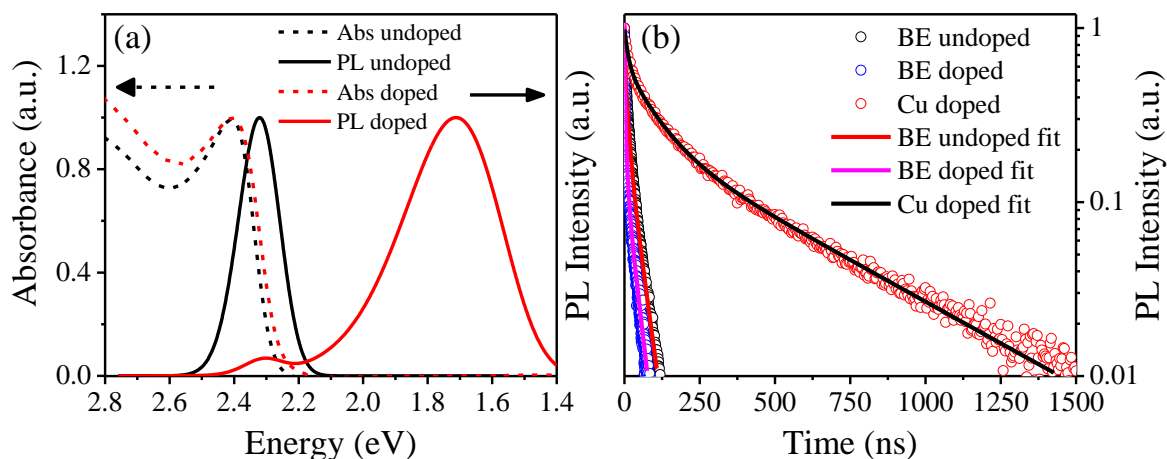 (a)
Abs undoped
PL undoped
Abs doped
PL doped
Absorbance (a.u.)
1.2
0.8
0.4
0.0
2.8 2.6 2.4 2.2 2.0 1.8 1.6 1.4
Energy (eV)
PL Intensity (a.u.)
(b)
BE undoped
BE doped
Cu doped
BE undoped fit
BE doped fit
Cu doped fit
1
0.1
0.01
PL Intensity (a.u.)
0 250 500 750 1000 1250 1500
Time (ns)